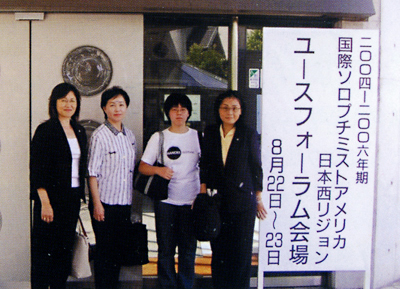 二〇〇四-二〇〇六年期
国際ソロプチミストアメリカ
日本西リジョン
ユースフォーラム会場
8月22日~23日